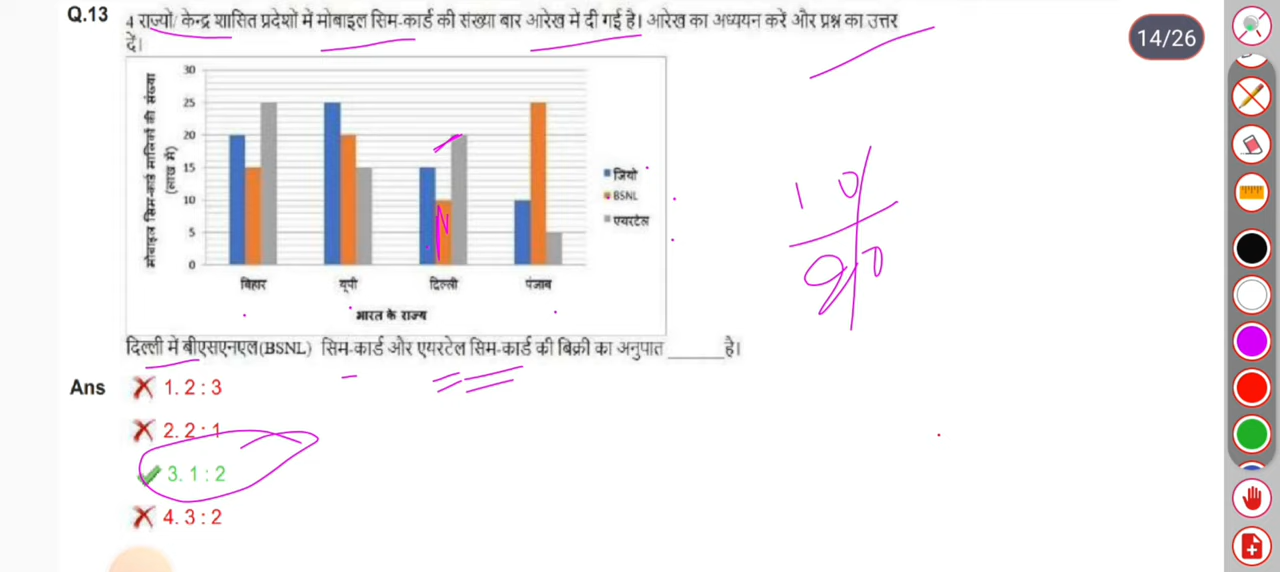 Q.13 4 राज्यों/ केन्द्र शासित प्रदेशों में मोबाइल सिम-कार्ड की संख्या बार आरेख में दी गई है। आरेख का अध्ययन करें और प्रश्न का उत्तर
दें।
14/26
मोबाइल सिम-कार्ड मालिकों की संख्या
(लाख में)
30
25
20
15
10
5
0
जियो
BSNL
एयरटेल
बिहार यूपी दिल्ली पंजाब
भारत के राज्य
10
20
दिल्ली में बीएसएनएल(BSNL) सिम-कार्ड और एयरटेल सिम-कार्ड की बिक्री का अनुपात ______ है।
Ans 1. 2 : 3
2. 2 : 1
3. 1 : 2
4. 3 : 2